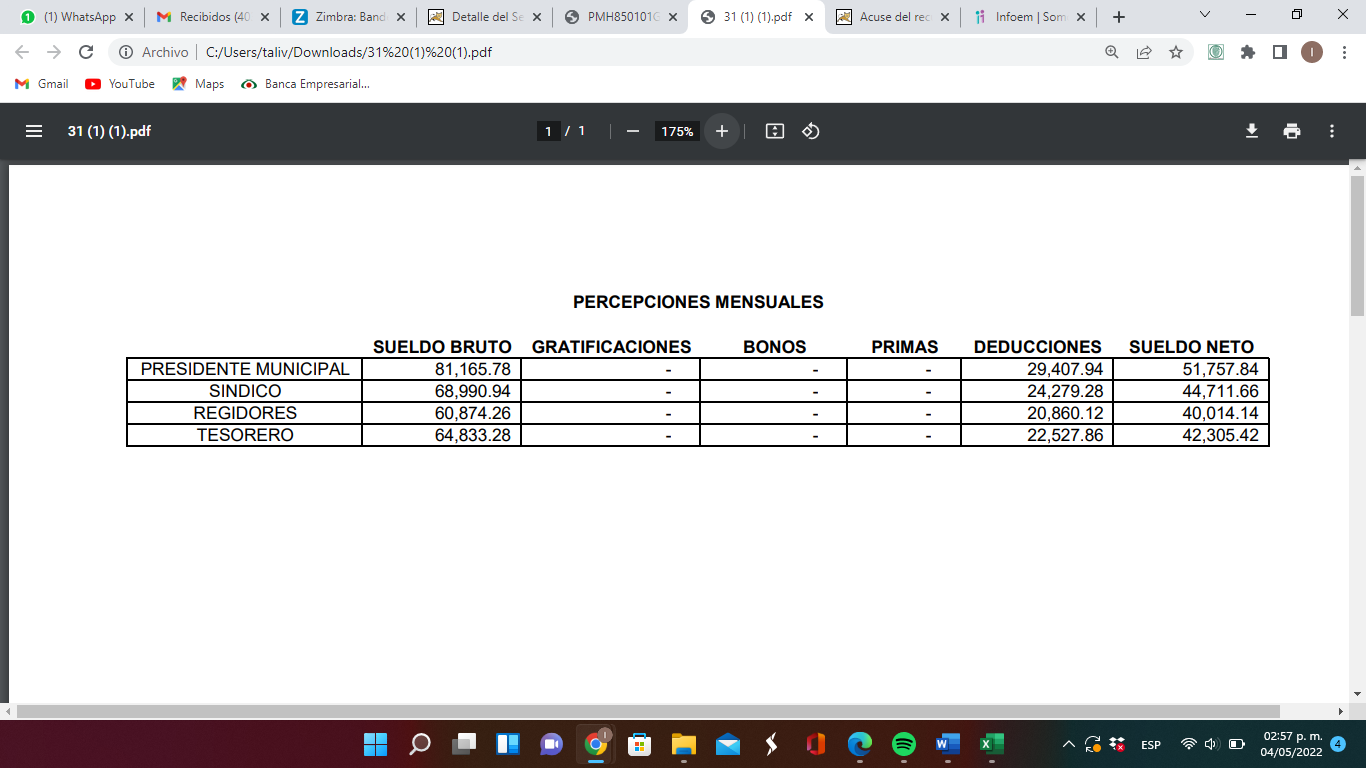 (1) WhatsApp
Recibidos (40
Zimbra: Band
Detalle del Se
PMH850101G
31 (1) (1).pdf
Acuse del rec
Infoem | Som
Archivo
C:/Users/taliv/Downloads/31%20(1)%20(1).pdf
I
Gmail
YouTube
Maps
Banca Empresarial...
31 (1) (1).pdf
1 / 1
175%
PERCEPCIONES MENSUALES
SUELDO BRUTO GRATIFICACIONES BONOS PRIMAS DEDUCCIONES SUELDO NETO
PRESIDENTE MUNICIPAL 81,165.78 - - - 29,407.94 51,757.84
SINDICO 68,990.94 - - - 24,279.28 44,711.66
REGIDORES 60,874.26 - - - 20,860.12 40,014.14
TESORERO 64,833.28 - - - 22,527.86 42,305.42
ESP
02:57 p. m.
04/05/2022
4